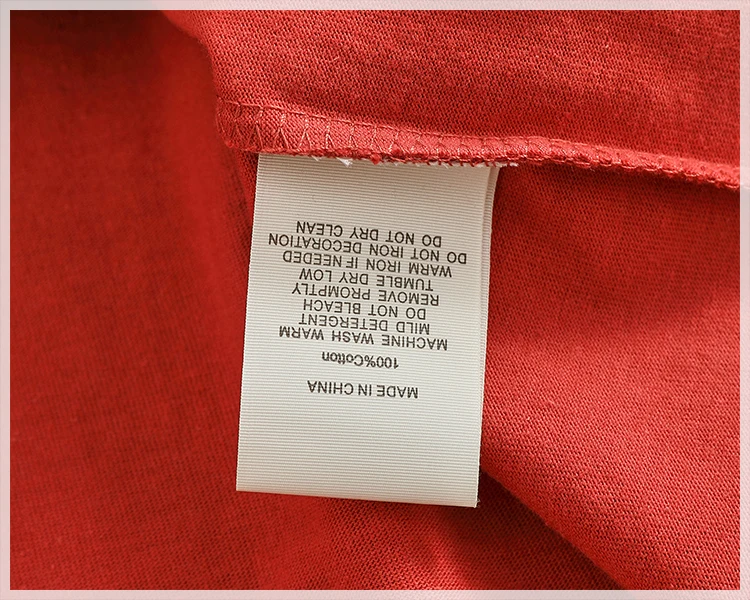 MADE IN CHINA
100%Cotton
MACHINE WASH WARM
MILD DETERGENT
DO NOT BLEACH
REMOVE PROMPTLY
TUMBLE DRY LOW
WARM IRON IF NEEDED
DO NOT IRON DECORATION
DO NOT DRY CLEAN